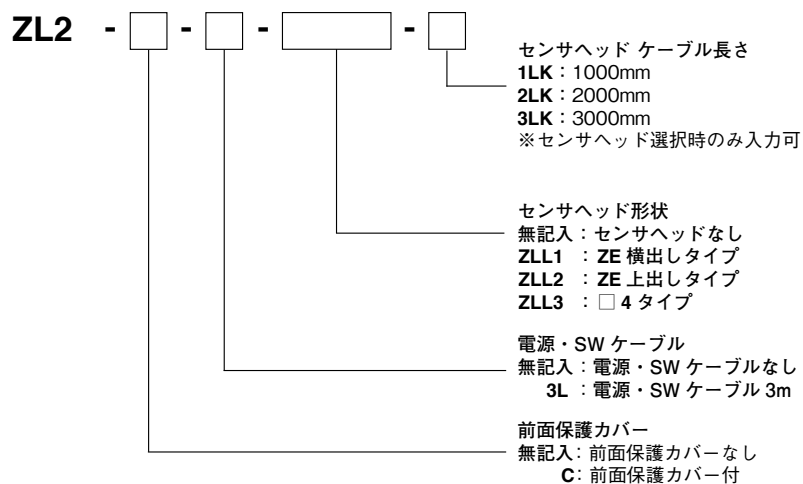 ZL2 - □ - □ - □ - □
センサヘッド ケーブル長さ
1LK：1000mm
2LK：2000mm
3LK：3000mm
※センサヘッド選択時のみ入力可
センサヘッド形状
無記入：センサヘッドなし
ZLL1 ：ZE 横出しタイプ
ZLL2 ：ZE 上出しタイプ
ZLL3 ：□ 4 タイプ
電源・SW ケーブル
無記入：電源・SW ケーブルなし
3L ：電源・SW ケーブル 3m
前面保護カバー
無記入：前面保護カバーなし
C：前面保護カバー付